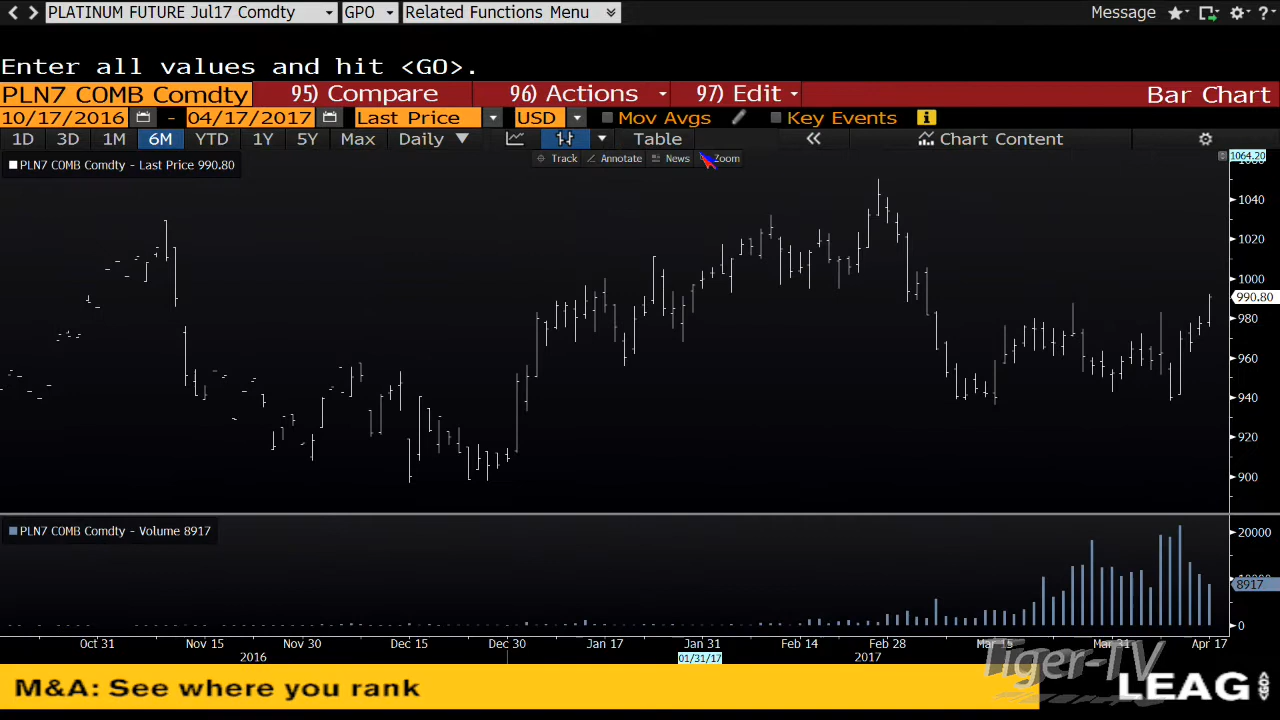 PLATINUM FUTURE Jul17 Comdty GPO Related Functions Menu Message ?
Enter all values and hit <GO>.
PLN7 COMB Comdty 95) Compare 96) Actions 97) Edit Bar Chart
10/17/2016 - 04/17/2017 Last Price USD Mov Avgs Key Events i
1D 3D 1M 6M YTD 1Y 5Y Max Daily Table « Chart Content
Track Annotate News Zoom
PLN7 COMB Comdty - Last Price 990.80
1064.20
1040
1020
1000
990.80
980
960
940
920
900
PLN7 COMB Comdty - Volume 8917
20000
8917
0
Oct 31 Nov 15 Nov 30 Dec 15 Dec 30 Jan 17 Jan 31 Feb 14 Feb 28 Mar 15 Mar 31 Apr 17
2016 01/31/17 2017
Tiger-TV
M&A: See where you rank
LEAG <GO>